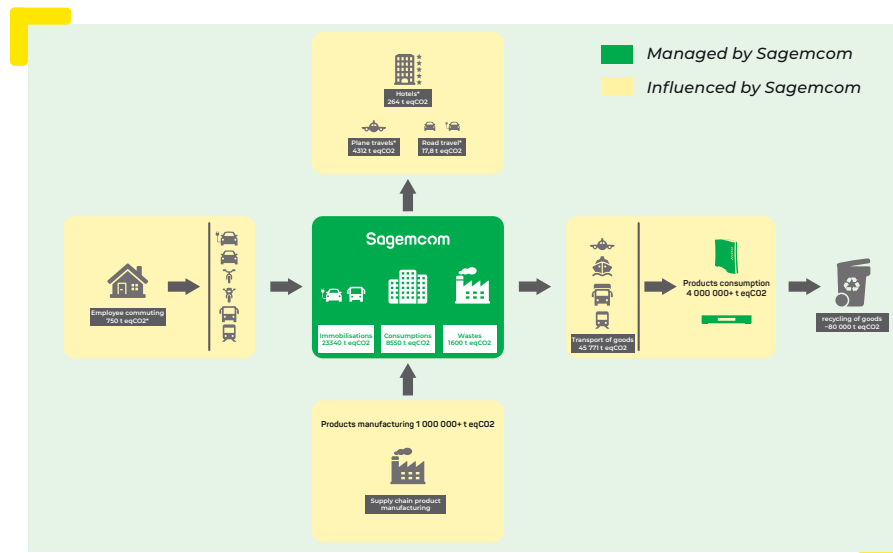 Managed by Sagemcom
Influenced by Sagemcom
Hotels*
264 t eqCO2
Plane travels*
4312 t eqCO2
Road travel*
17,8 t eqCO2
Employee commuting
750 t eqCO2*
Sagemcom
Immobilisations
23340 t eqCO2
Consumptions
8550 t eqCO2
Wastes
1600 t eqCO2
Transport of goods
45 771 t eqCO2
Products consumption
4 000 000+ t eqCO2
recycling of goods
~80 000 t eqCO2
Products manufacturing 1 000 000+ t eqCO2
Supply chain product
manufacturing